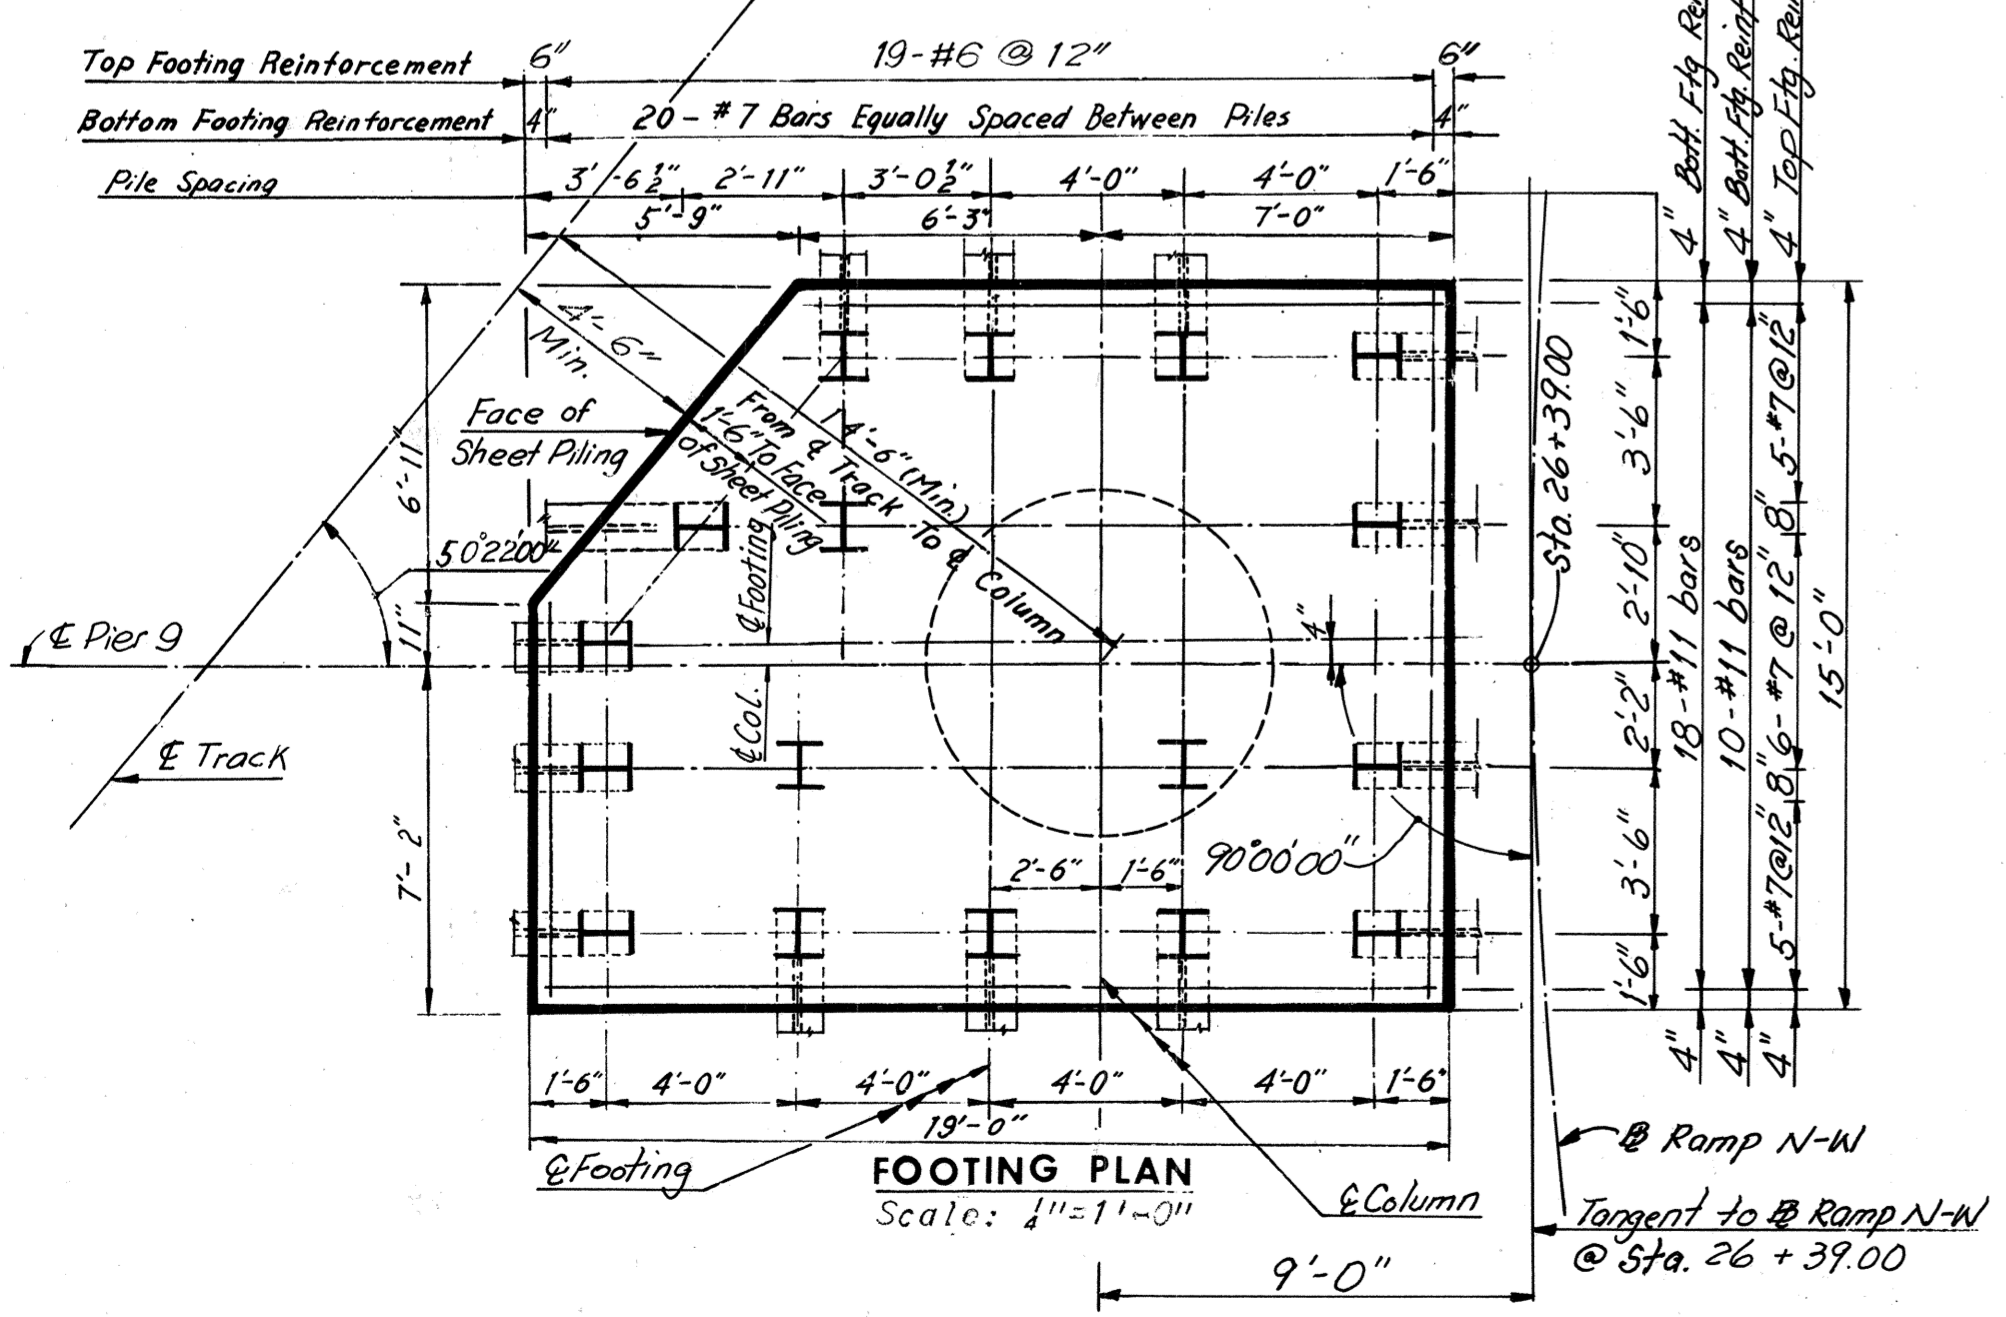 Top Footing Reinforcement 6" 19-#6 @ 12" 6"
Bottom Footing Reinforcement 4" 20-#7 Bars Equally Spaced Between Piles 4"
Pile Spacing 3'-6½" 2'-11" 3'-0½" 4'-0" 4'-0" 1'-6"
5'-9" 6'-3" 7'-0"
4" Bott. Ftg
4" Bott. Ftg. Reinf
4" Top Ftg.
4'-6"
Min.
14'-6" (Min.)
From ℄ Track To ℄ Column
1'-6" To Face
of Sheet Piling
Face of
Sheet Piling
6'-11"
50°22'00"
11"
℄ Pier 9
℄ Track
7'-2"
℄ Footing
℄ Col.
4"
Sta. 26+39.00
90°00'00"
2'-6" 1'-6"
1'-6"
3'-6"
2'-10"
2'-2"
3'-6"
1'-6"
18-#11 bars
10-#11 bars
5-#7@12" 8" 6-#7 @ 12" 8" 5-#7@12"
15'-0"
4" 4" 4"
1'-6" 4'-0" 4'-0" 4'-0" 4'-0" 1'-6"
19'-0"
℄ Footing
FOOTING PLAN
Scale: ¼"=1'-0"
℄ Column
9'-0"
BL Ramp N-W
Tangent to BL Ramp N-W
@ Sta. 26+39.00